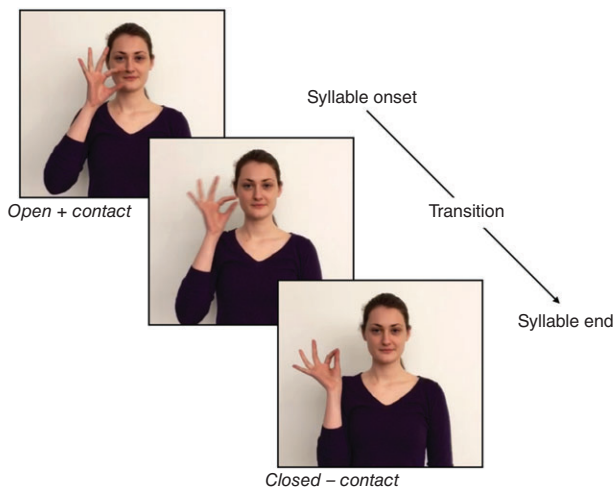 Syllable onset
Open + contact
Transition
Syllable end
Closed – contact